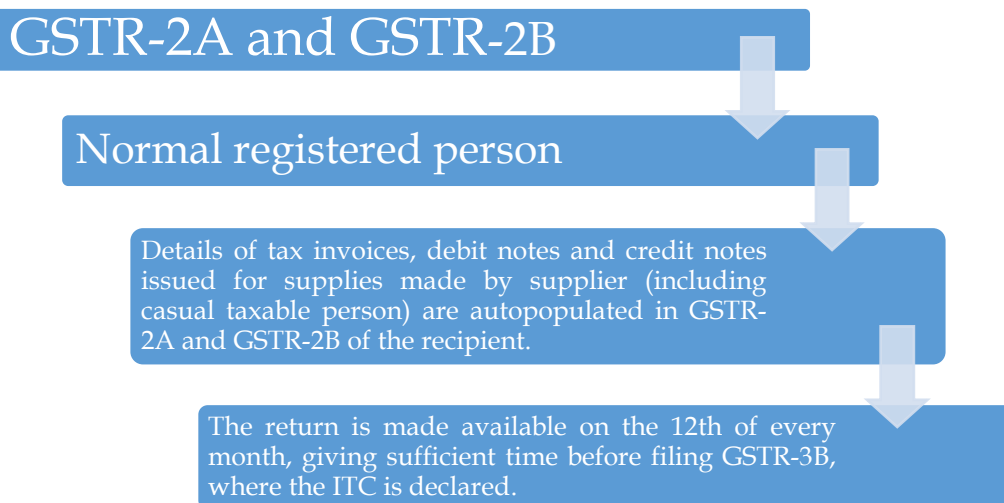 GSTR-2A and GSTR-2B
Normal registered person
Details of tax invoices, debit notes and credit notes
issued for supplies made by supplier (including
casual taxable person) are autopopulated in GSTR-
2A and GSTR-2B of the recipient.
The return is made available on the 12th of every
month, giving sufficient time before filing GSTR-3B,
where the ITC is declared.